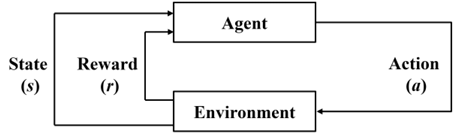 Agent
State
(s)
Reward
(r)
Action
(a)
Environment